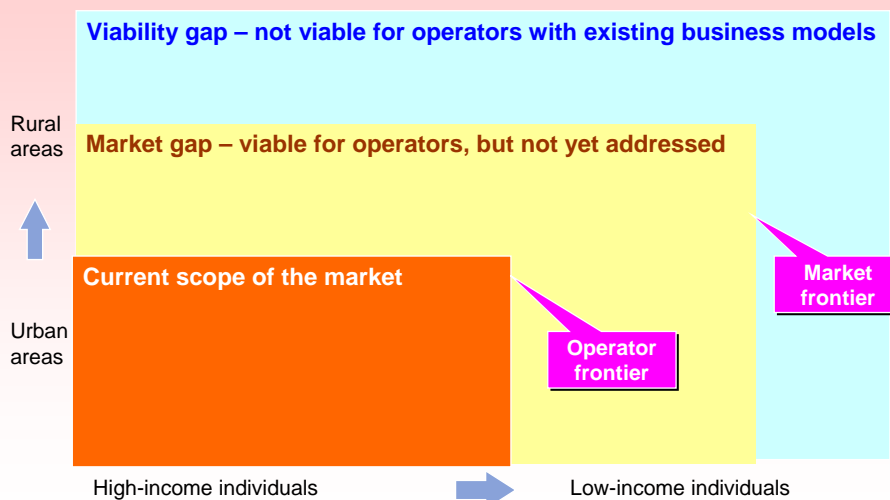 Viability gap – not viable for operators with existing business models
Rural
areas
Market gap – viable for operators, but not yet addressed
Current scope of the market
Market
frontier
Urban
areas
Operator
frontier
High-income individuals
Low-income individuals